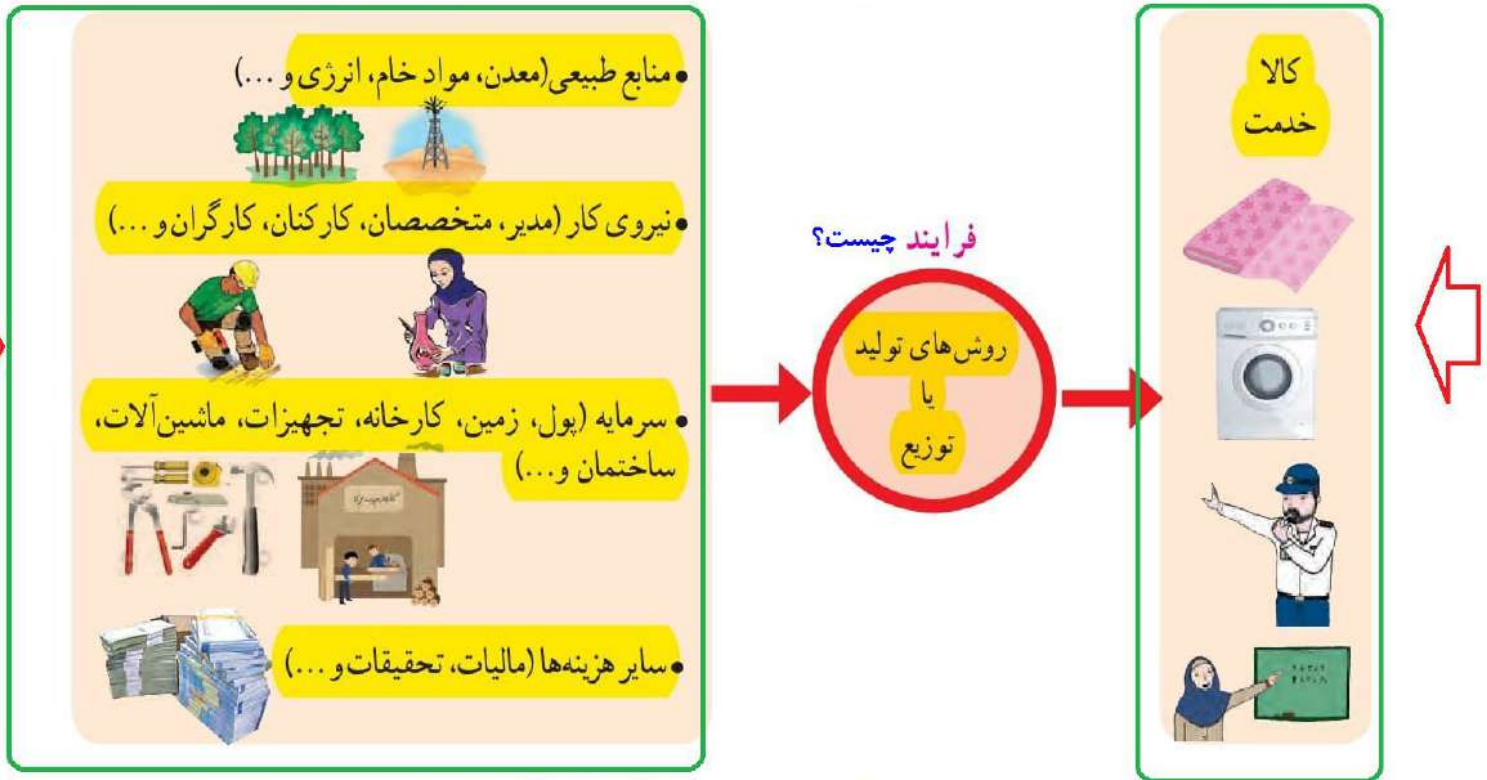 • منابع طبیعی (معدن، مواد خام، انرژی و ...)
• نیروی کار (مدیر، متخصصان، کارکنان، کارگران و ...)
• سرمایه (پول، زمین، کارخانه، تجهیزات، ماشین‌آلات،
ساختمان و...)
• سایر هزینه‌ها (مالیات، تحقیقات و ...)
فرایند چیست؟
روش‌های تولید
یا
توزیع
کالا
خدمت